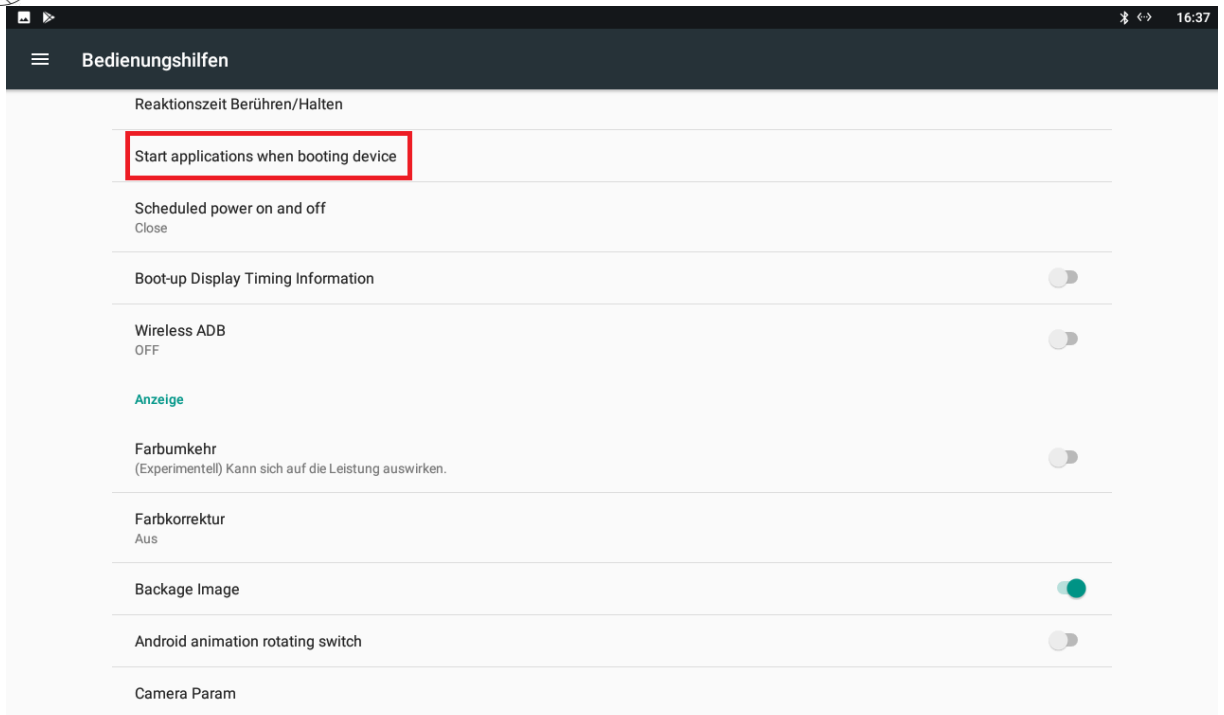 16:37
Bedienungshilfen
Reaktionszeit Berühren/Halten
Start applications when booting device
Scheduled power on and off
Close
Boot-up Display Timing Information
Wireless ADB
OFF
Anzeige
Farbumkehr
(Experimentell) Kann sich auf die Leistung auswirken.
Farbkorrektur
Aus
Backage Image
Android animation rotating switch
Camera Param